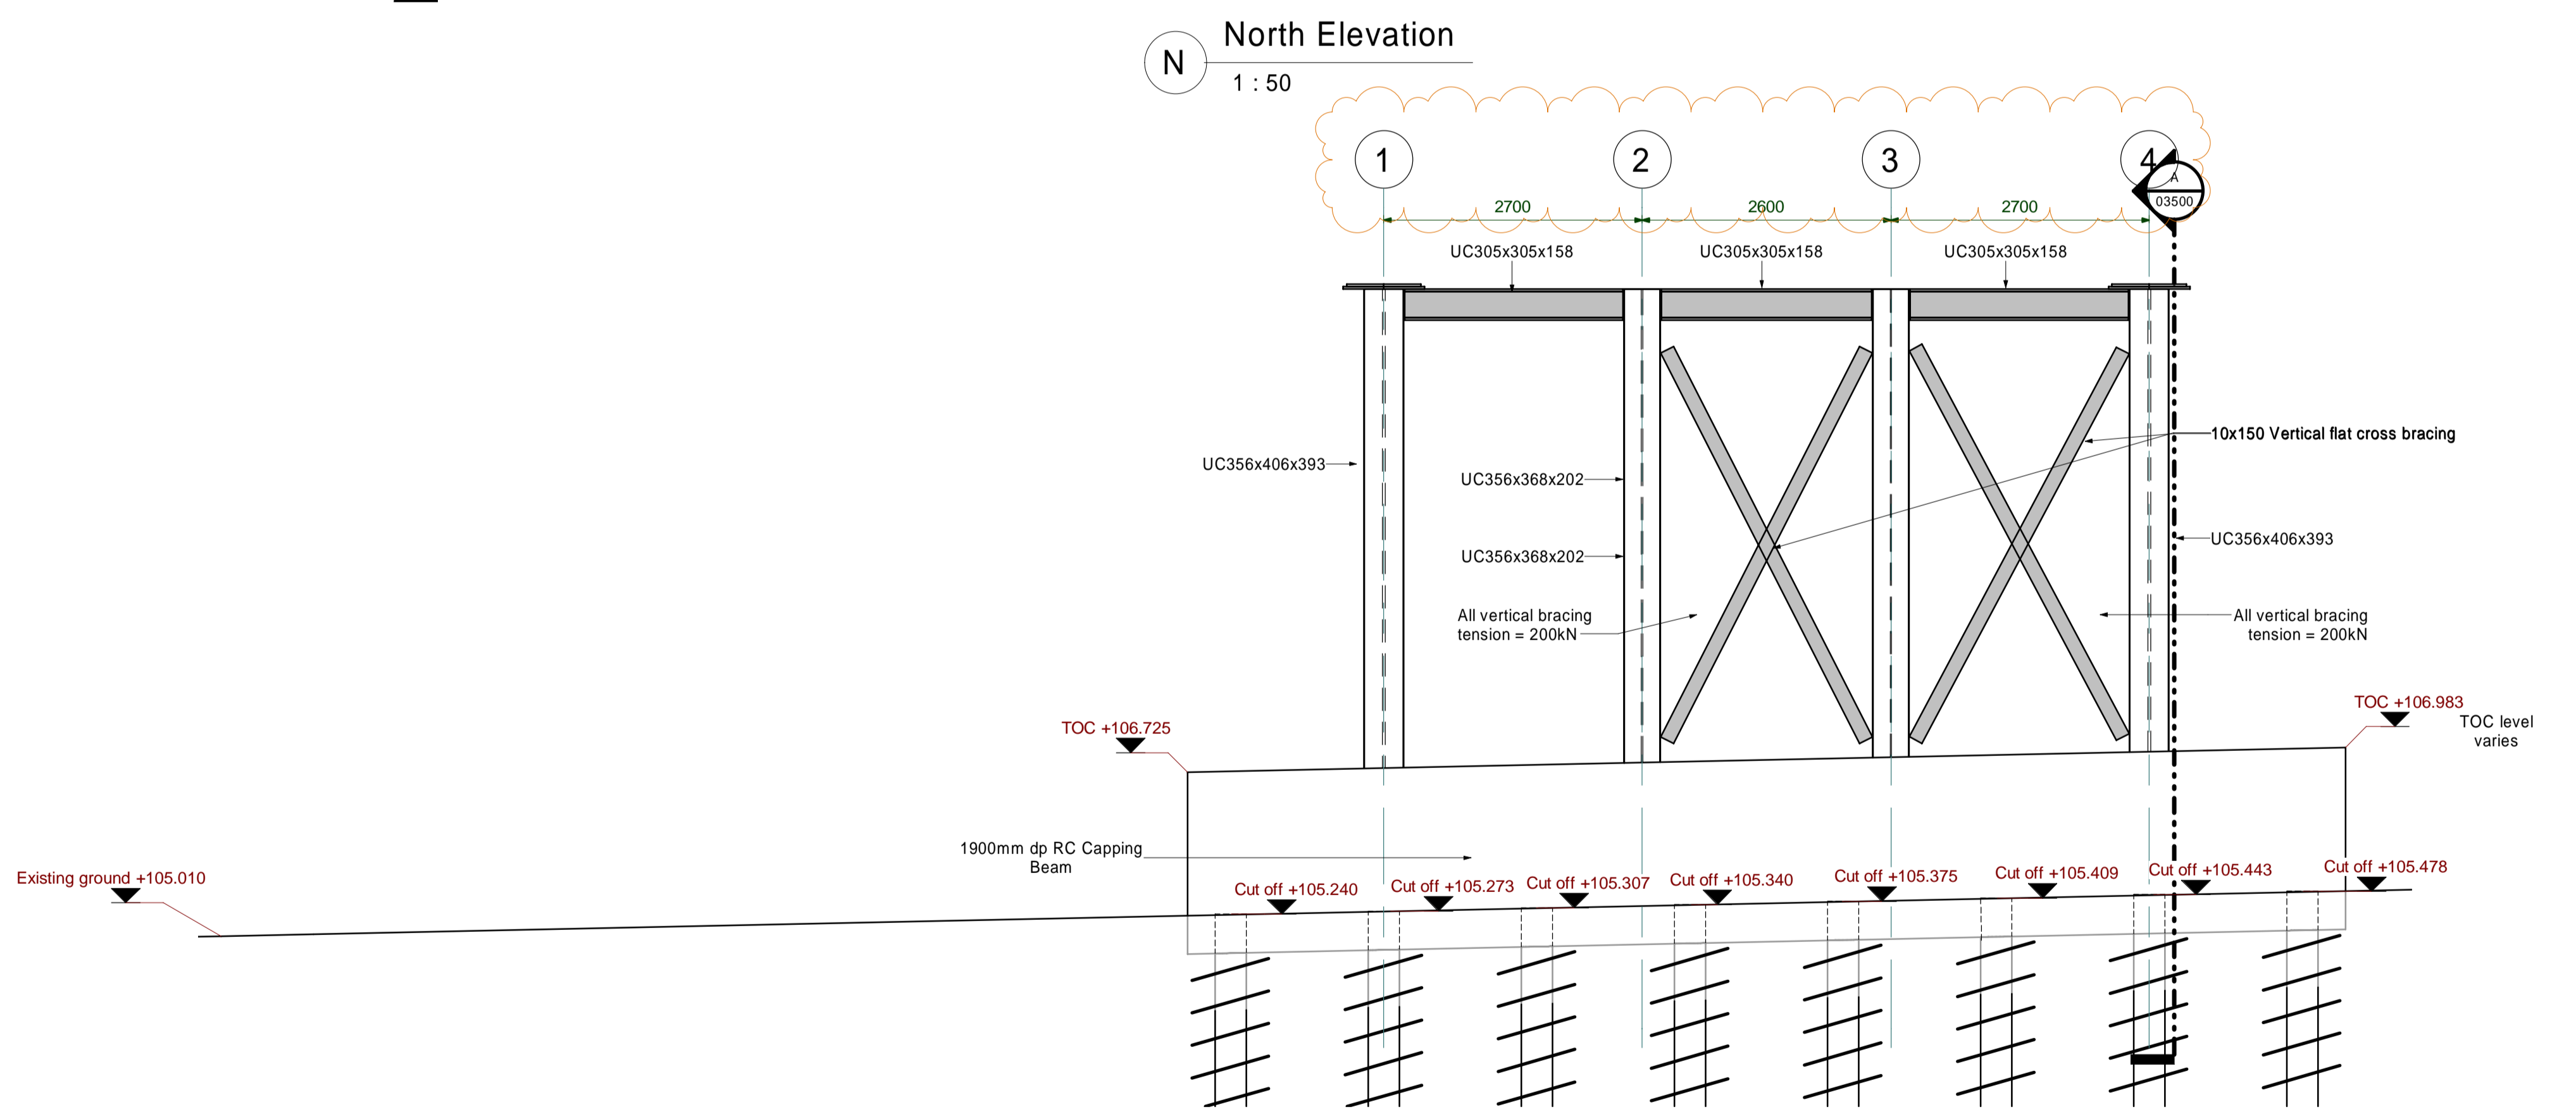 North Elevation
N
1 : 50
1
2
3
4
A
03500
2700
2600
2700
UC305x305x158
UC305x305x158
UC305x305x158
10x150 Vertical flat cross bracing
UC356x406x393
UC356x368x202
UC356x406x393
UC356x368x202
All vertical bracing
tension = 200kN
All vertical bracing
tension = 200kN
TOC +106.725
TOC +106.983
TOC level
varies
1900mm dp RC Capping
Beam
Existing ground +105.010
Cut off +105.240
Cut off +105.273
Cut off +105.307
Cut off +105.340
Cut off +105.375
Cut off +105.409
Cut off +105.443
Cut off +105.478